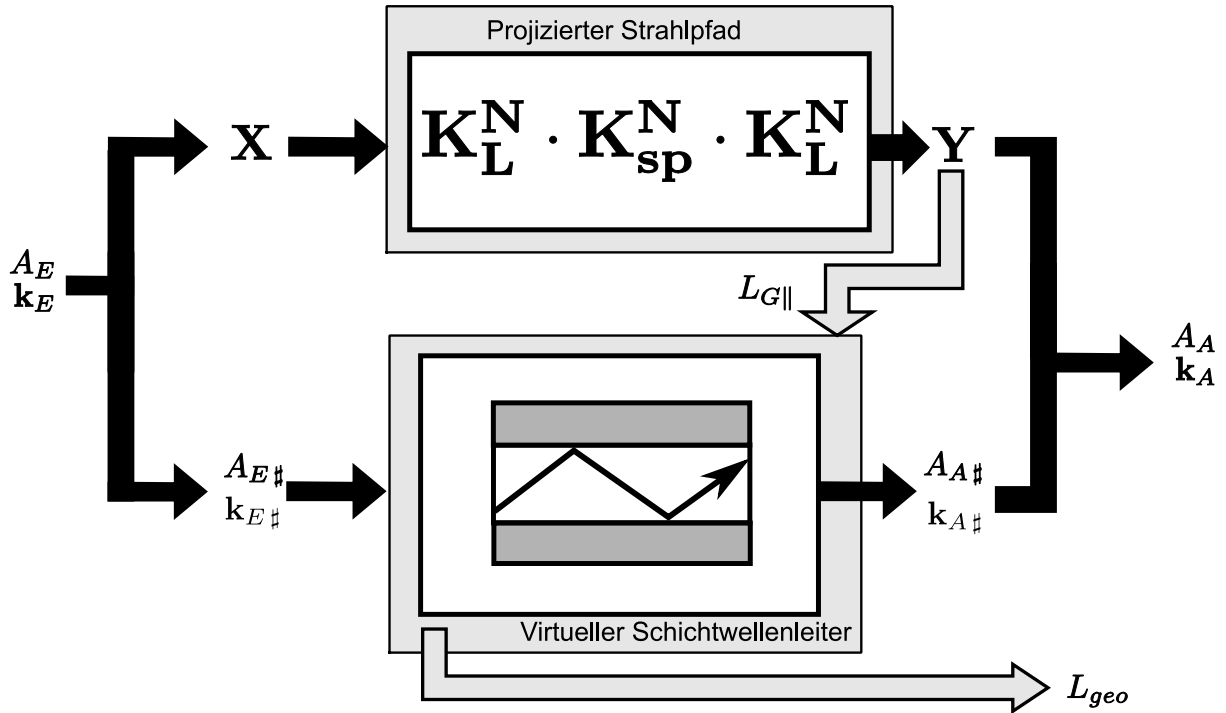 Projizierter Strahlpfad
X
K_L^N · K_sp^N · K_L^N
Y
A_E
k_E
L_G∥
A_A
k_A
A_E♯
k_E♯
A_A♯
k_A♯
Virtueller Schichtwellenleiter
L_geo